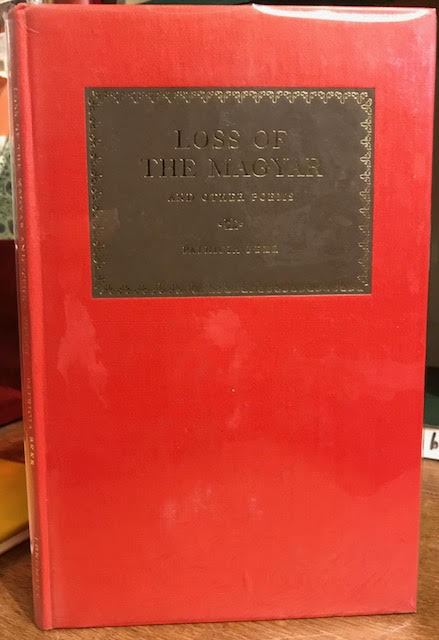 LOSS OF
THE MAGYAR
AND OTHER POEMS
PATRICIA BEER